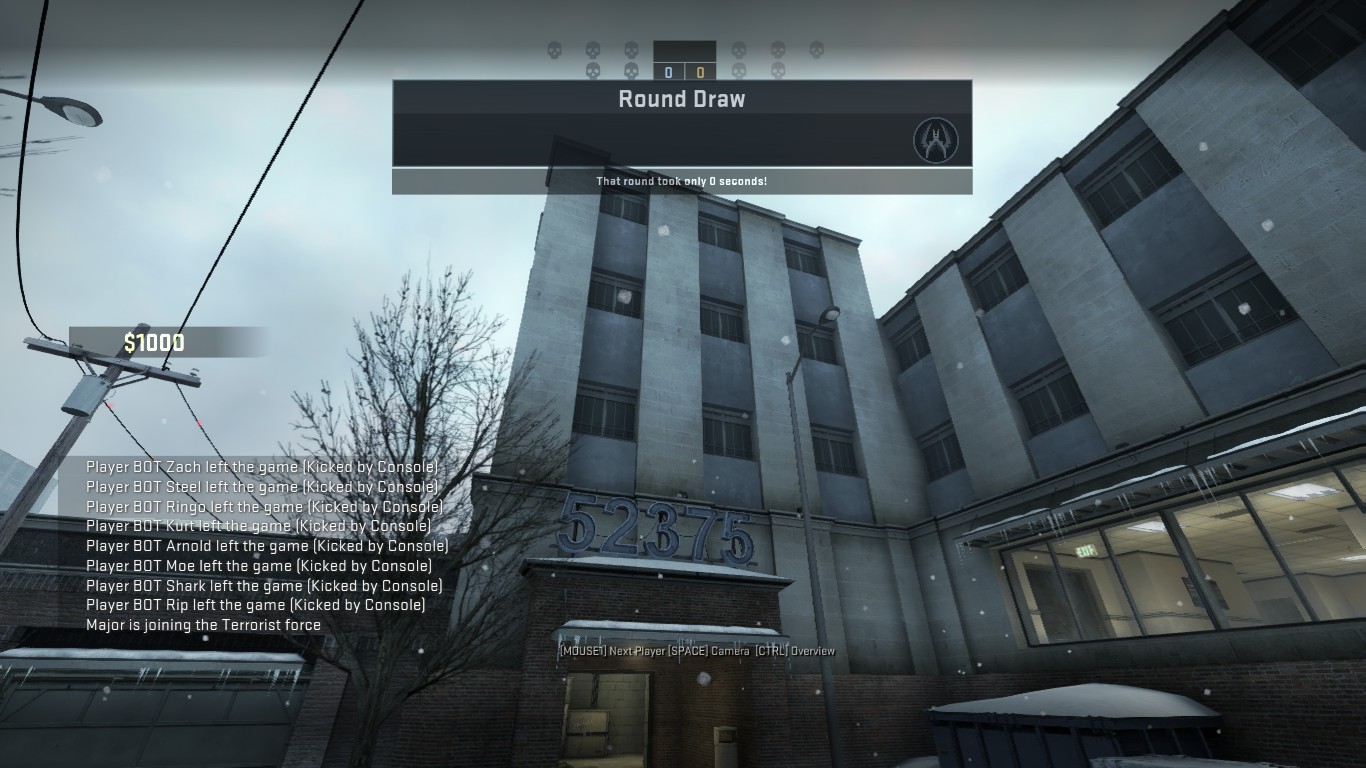 0 0
Round Draw
That round took only 0 seconds!
$1000
Player BOT Zach left the game (Kicked by Console)
Player BOT Steel left the game (Kicked by Console)
Player BOT Ringo left the game (Kicked by Console)
Player BOT Kurt left the game (Kicked by Console)
Player BOT Arnold left the game (Kicked by Console)
Player BOT Moe left the game (Kicked by Console)
Player BOT Shark left the game (Kicked by Console)
Player BOT Rip left the game (Kicked by Console)
Major is joining the Terrorist force
52375
EXIT
[MOUSE1] Next Player [SPACE] Camera [CTRL] Overview